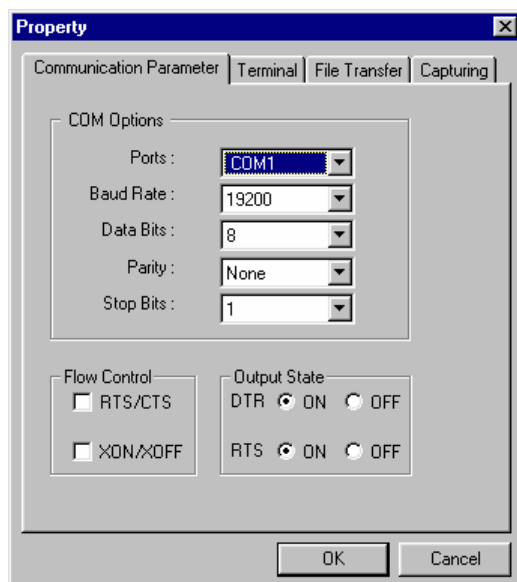 Property
Communication Parameter Terminal File Transfer Capturing
COM Options
Ports : COM1
Baud Rate : 19200
Data Bits : 8
Parity : None
Stop Bits : 1
Flow Control
RTS/CTS
XON/XOFF
Output State
DTR ON OFF
RTS ON OFF
OK Cancel